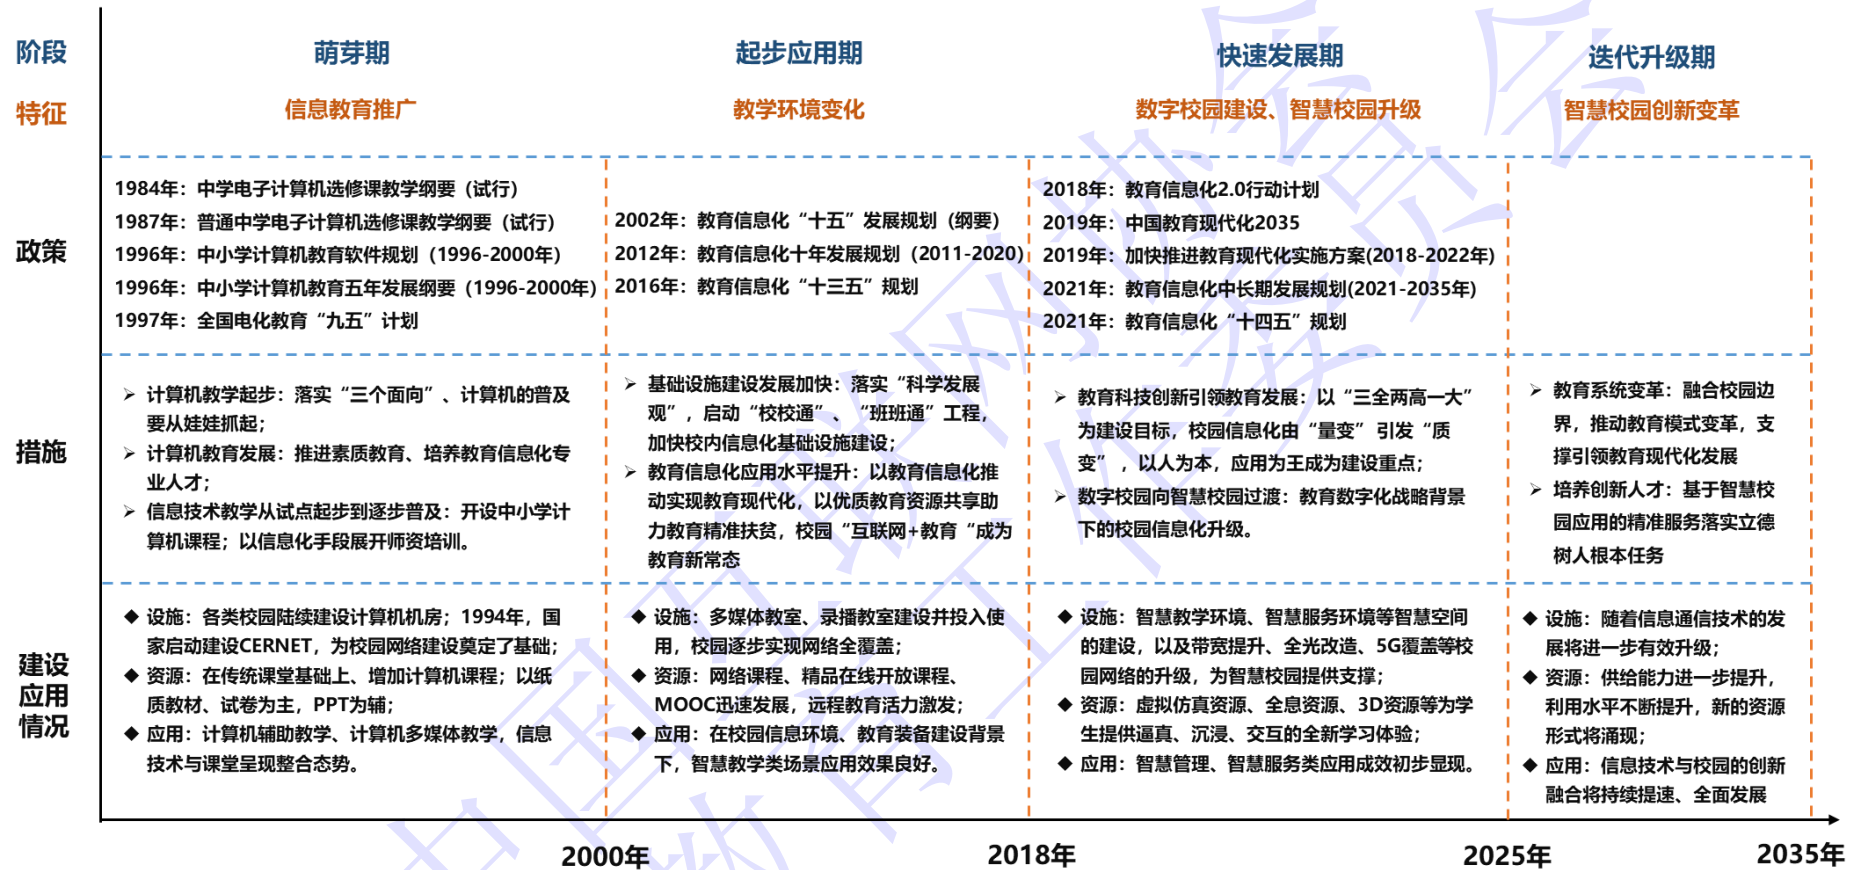 阶段
萌芽期
起步应用期
快速发展期
迭代升级期
特征
信息教育推广
教学环境变化
数字校园建设、智慧校园升级
智慧校园创新变革
政策
1984年：中学电子计算机选修课教学纲要（试行）
1987年：普通中学电子计算机选修课教学纲要（试行）
1996年：中小学计算机教育软件规划（1996-2000年）
1996年：中小学计算机教育五年发展纲要（1996-2000年）
1997年：全国电化教育“九五”计划
2002年：教育信息化“十五”发展规划（纲要）
2012年：教育信息化十年发展规划（2011-2020）
2016年：教育信息化“十三五”规划
2018年：教育信息化2.0行动计划
2019年：中国教育现代化2035
2019年：加快推进教育现代化实施方案(2018-2022年)
2021年：教育信息化中长期发展规划(2021-2035年)
2021年：教育信息化“十四五”规划
措施
➢ 计算机教学起步：落实“三个面向”、计算机的普及
要从娃娃抓起；
➢ 计算机教育发展：推进素质教育、培养教育信息化专
业人才；
➢ 信息技术教学从试点起步到逐步普及：开设中小学计
算机课程；以信息化手段展开师资培训。
➢ 基础设施建设发展加快：落实“科学发展
观”，启动“校校通”、“班班通”工程，
加快校内信息化基础设施建设；
➢ 教育信息化应用水平提升：以教育信息化推
动实现教育现代化，以优质教育资源共享助
力教育精准扶贫，校园“互联网+教育“成为
教育新常态
➢ 教育科技创新引领教育发展：以“三全两高一大”
为建设目标，校园信息化由“量变”引发“质
变”，以人为本，应用为王成为建设重点；
➢ 数字校园向智慧校园过渡：教育数字化战略背景
下的校园信息化升级。
➢ 教育系统变革：融合校园边
界，推动教育模式变革，支
撑引领教育现代化发展
➢ 培养创新人才：基于智慧校
园应用的精准服务落实立德
树人根本任务
建设
应用
情况
◆ 设施：各类校园陆续建设计算机机房；1994年，国
家启动建设CERNET，为校园网络建设奠定了基础；
◆ 资源：在传统课堂基础上、增加计算机课程；以纸
质教材、试卷为主，PPT为辅；
◆ 应用：计算机辅助教学、计算机多媒体教学，信息
技术与课堂呈现整合态势。
◆ 设施：多媒体教室、录播教室建设并投入使
用，校园逐步实现网络全覆盖；
◆ 资源：网络课程、精品在线开放课程、
MOOC迅速发展，远程教育活力激发；
◆ 应用：在校园信息环境、教育装备建设背景
下，智慧教学类场景应用效果良好。
◆ 设施：智慧教学环境、智慧服务环境等智慧空间
的建设，以及带宽提升、全光改造、5G覆盖等校
园网络的升级，为智慧校园提供支撑；
◆ 资源：虚拟仿真资源、全息资源、3D资源等为学
生提供逼真、沉浸、交互的全新学习体验；
◆ 应用：智慧管理、智慧服务类应用成效初步显现。
◆ 设施：随着信息通信技术的发
展将进一步有效升级；
◆ 资源：供给能力进一步提升，
利用水平不断提升，新的资源
形式将涌现；
◆ 应用：信息技术与校园的创新
融合将持续提速、全面发展
2000年
2018年
2025年
2035年
中国互联网协会
教育工作委员会